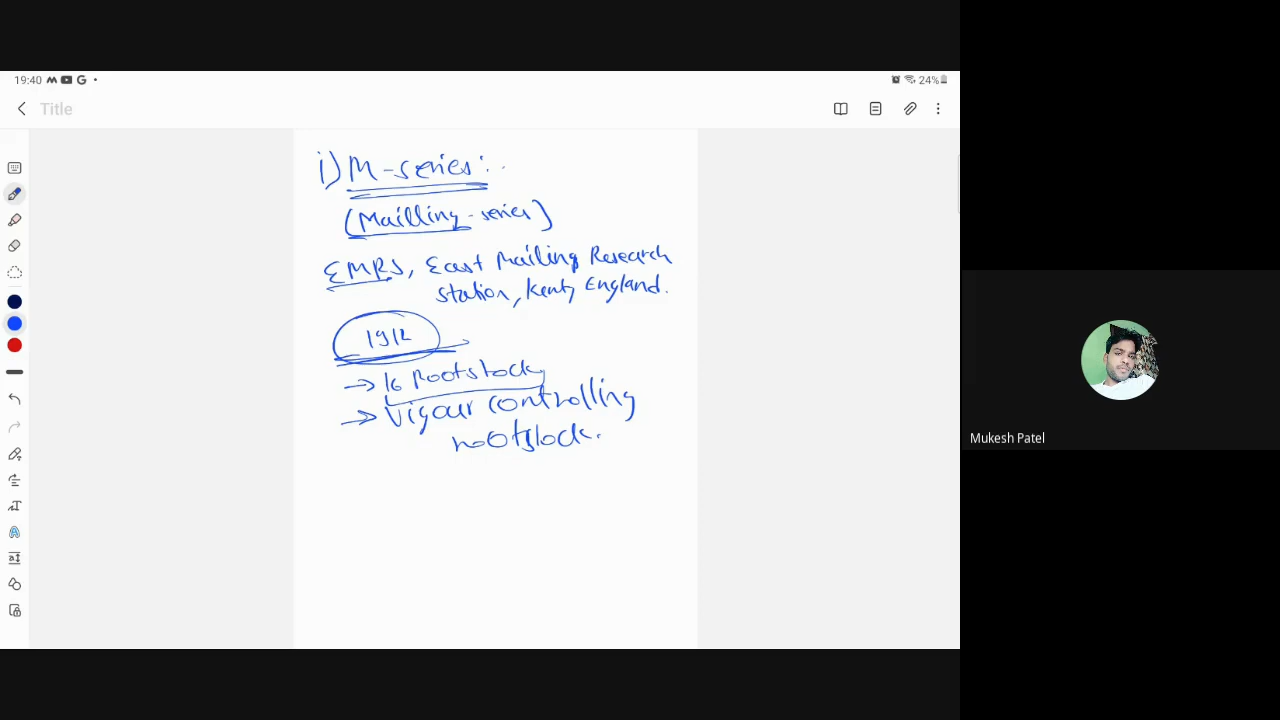 19:40 24%
Title
i) M-series:-
(Mailling-series)
EMRS, East Mailing Research
station, Kent, England.
1912
→ 16 Rootstock
→ Vigour controlling
rootstock.
Mukesh Patel